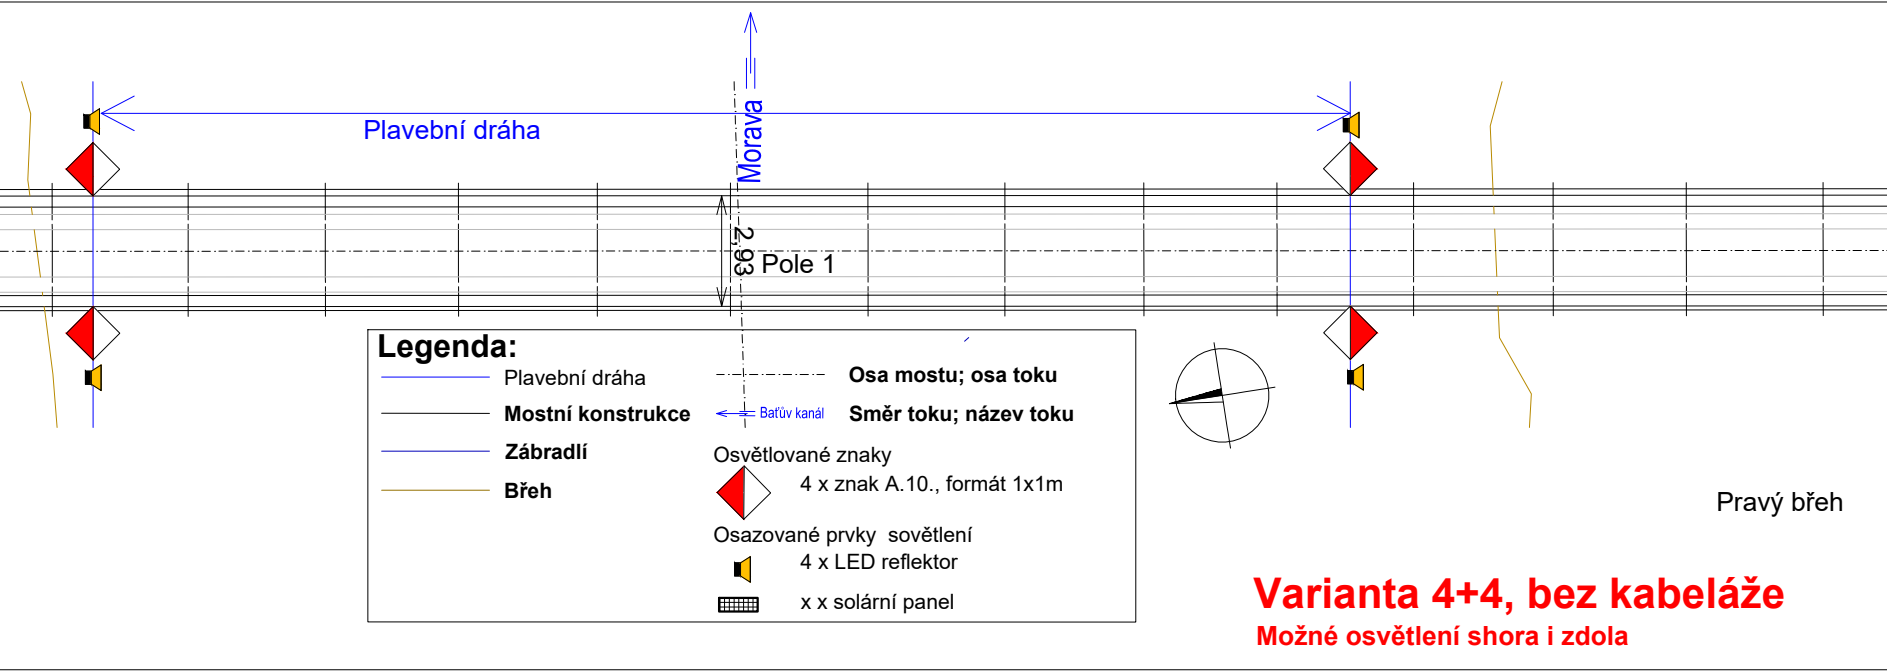 Plavební dráha
Morava
2,93
Pole 1
Legenda:
Plavební dráha
Mostní konstrukce
Zábradlí
Břeh
Osa mostu; osa toku
Baťův kanál
Směr toku; název toku
Osvětlované znaky
4 x znak A.10., formát 1x1m
Osazované prvky  sovětlení
4 x LED reflektor
x x solární panel
Pravý břeh
Varianta 4+4, bez kabeláže
Možné osvětlení shora i zdola